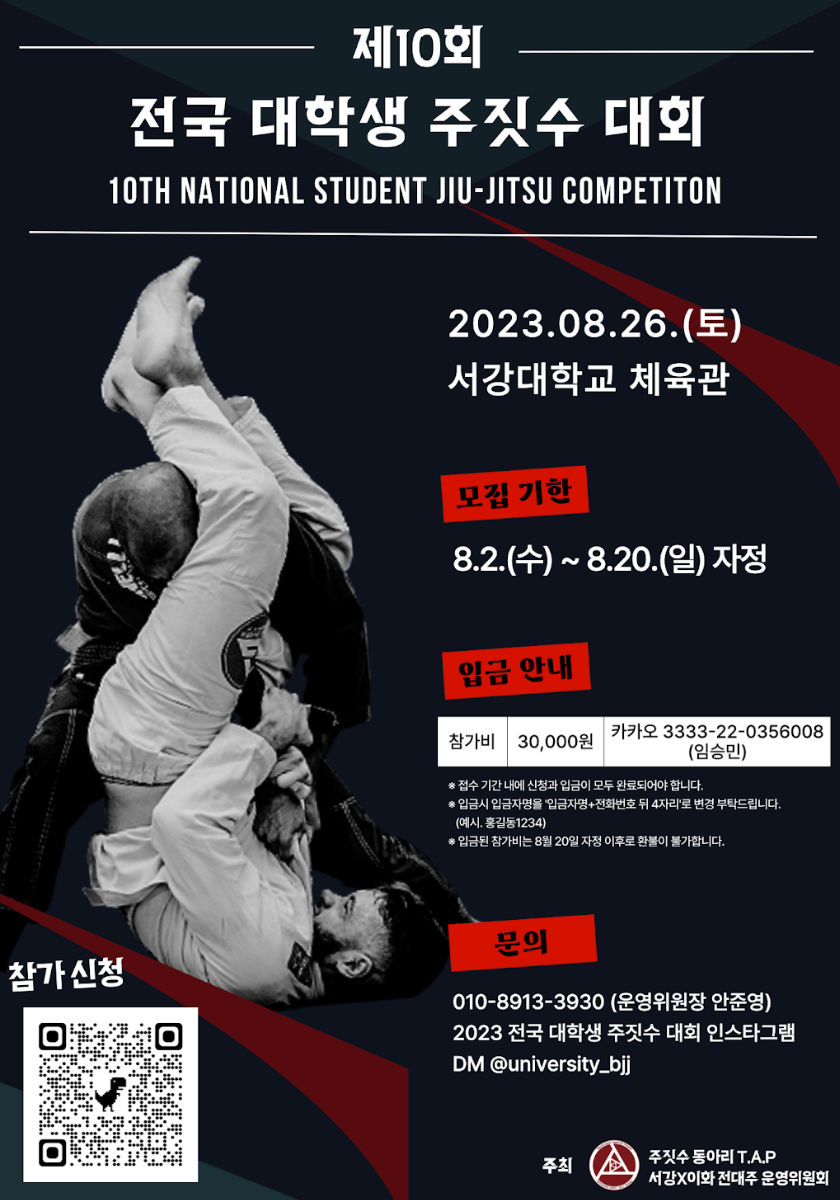 제10회
전국 대학생 주짓수 대회
10TH NATIONAL STUDENT JIU-JITSU COMPETITON
2023.08.26.(토)
서강대학교 체육관
모집 기한
8.2.(수) ~ 8.20.(일) 자정
입금 안내
참가비 30,000원 카카오 3333-22-0356008
(임승민)
※ 접수 기간 내에 신청과 입금이 모두 완료되어야 합니다.
※ 입금시 입금자명을 '입금자명+전화번호 뒤 4자리'로 변경 부탁드립니다.
(예시. 홍길동1234)
※ 입금된 참가비는 8월 20일 자정 이후로 환불이 불가합니다.
문의
010-8913-3930 (운영위원장 안준영)
2023 전국 대학생 주짓수 대회 인스타그램
DM @university_bjj
참가 신청
주최
주짓수 동아리 T.A.P
서강X이화 전대주 운영위원회